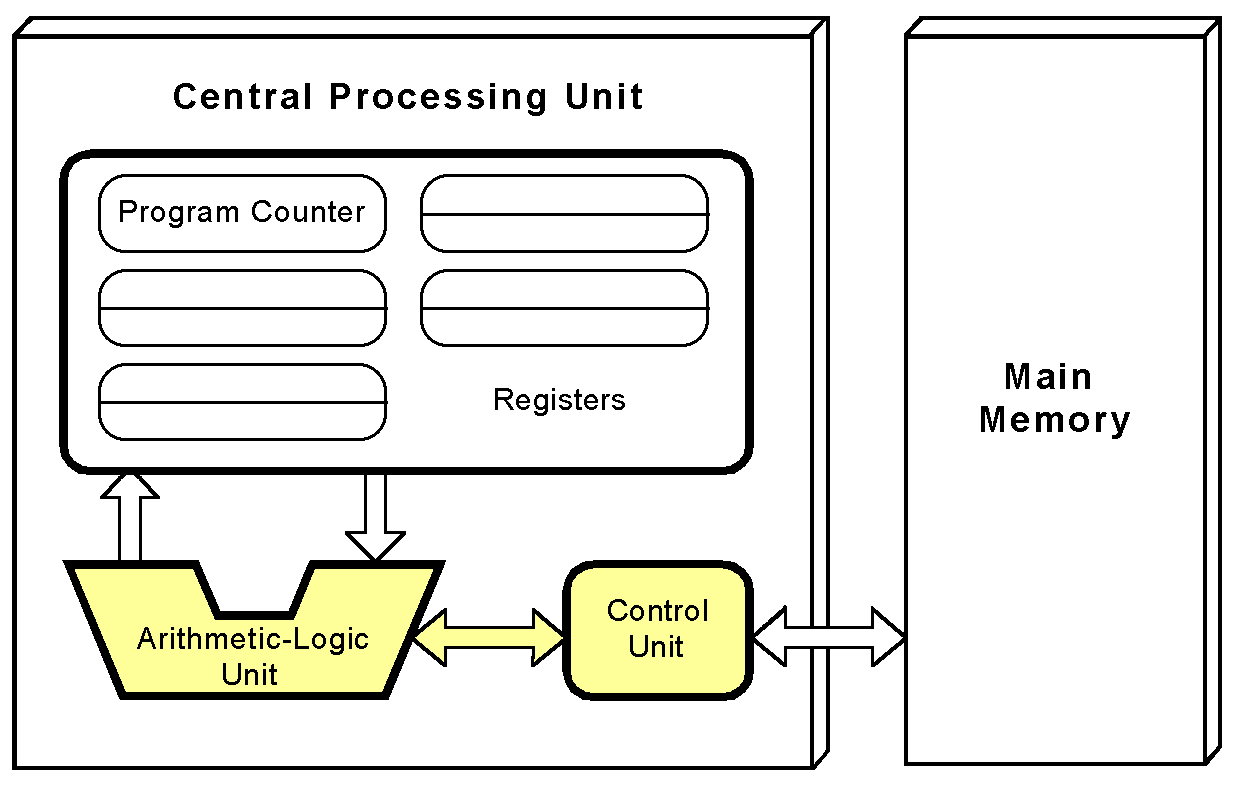 Central Processing Unit
Program Counter
Registers
Main
Memory
Arithmetic-Logic
Unit
Control
Unit